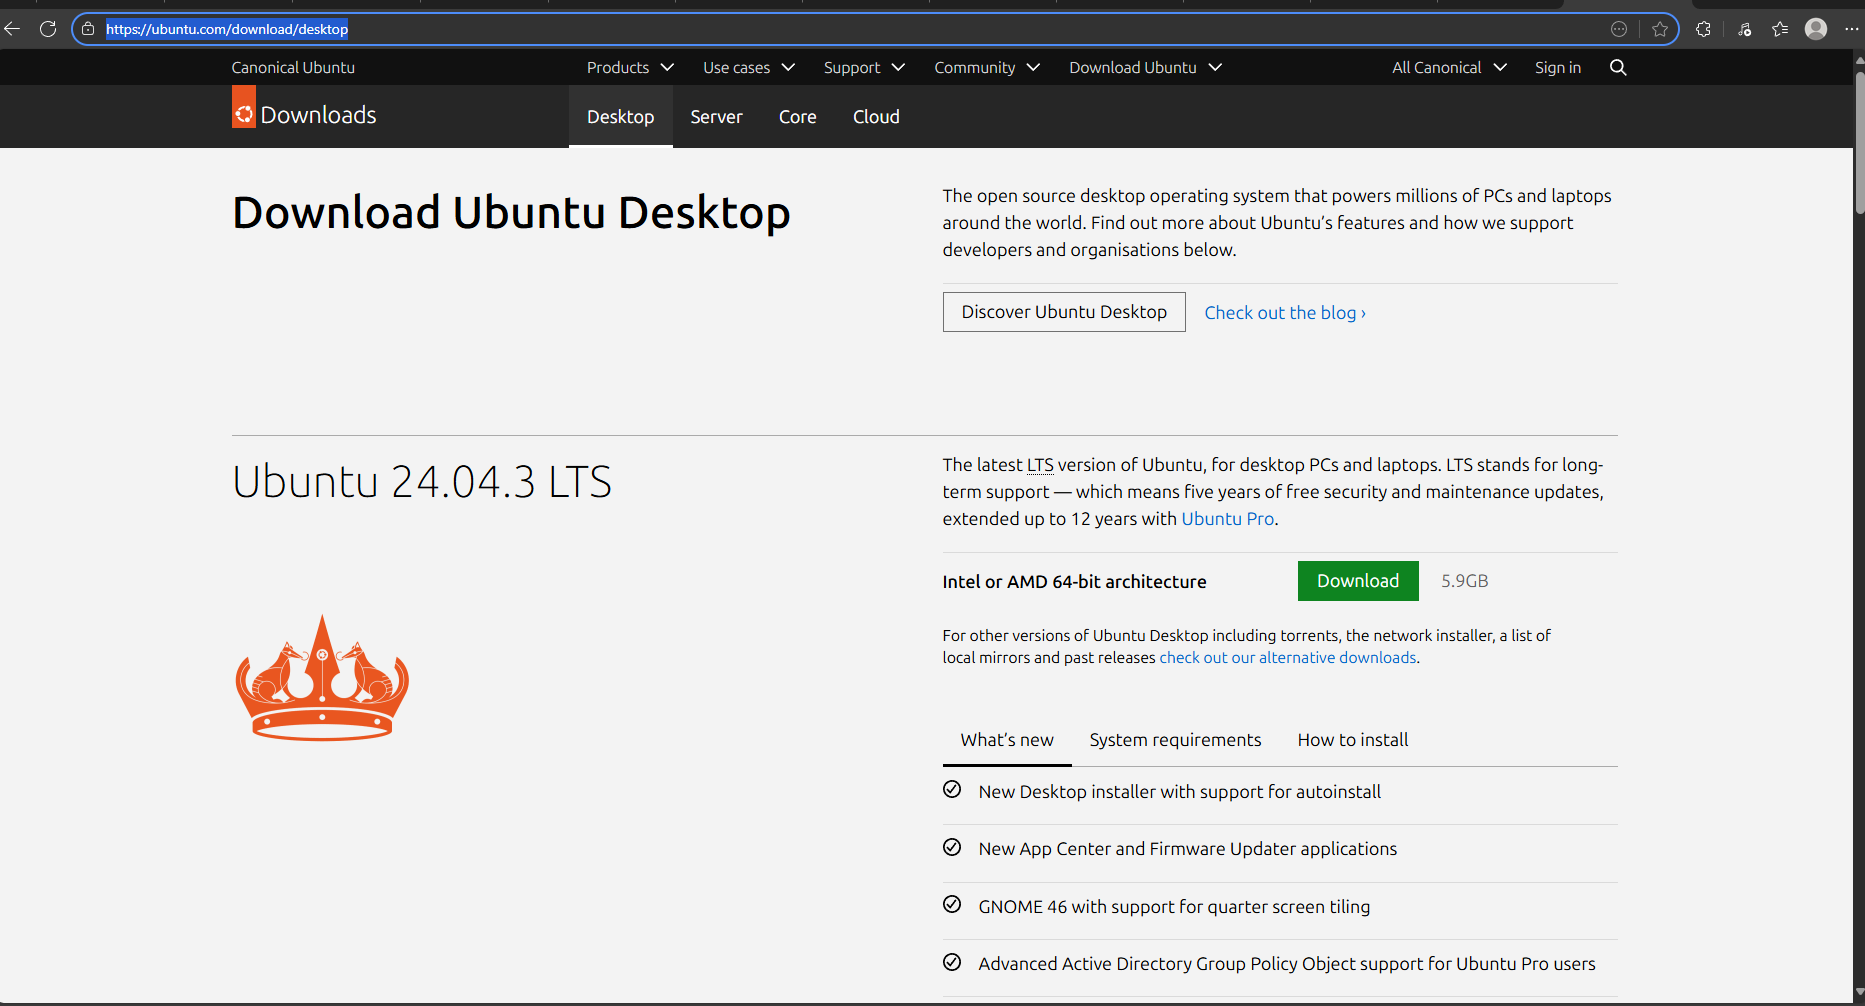 https://ubuntu.com/download/desktop
Canonical Ubuntu
Products
Use cases
Support
Community
Download Ubuntu
All Canonical
Sign in
Downloads
Desktop
Server
Core
Cloud
Download Ubuntu Desktop
The open source desktop operating system that powers millions of PCs and laptops
around the world. Find out more about Ubuntu’s features and how we support
developers and organisations below.
Discover Ubuntu Desktop
Check out the blog ›
Ubuntu 24.04.3 LTS
The latest LTS version of Ubuntu, for desktop PCs and laptops. LTS stands for long-
term support — which means five years of free security and maintenance updates,
extended up to 12 years with Ubuntu Pro.
Intel or AMD 64-bit architecture
Download
5.9GB
For other versions of Ubuntu Desktop including torrents, the network installer, a list of
local mirrors and past releases check out our alternative downloads.
What’s new
System requirements
How to install
New Desktop installer with support for autoinstall
New App Center and Firmware Updater applications
GNOME 46 with support for quarter screen tiling
Advanced Active Directory Group Policy Object support for Ubuntu Pro users